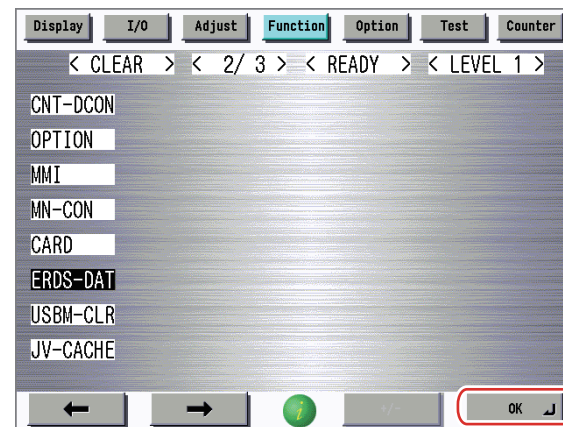 Display I/O Adjust Function Option Test Counter
< CLEAR > < 2/ 3 > < READY > < LEVEL 1 >
CNT-DCON
OPTION
MMI
MN-CON
CARD
ERDS-DAT
USBM-CLR
JV-CACHE
i +/- OK